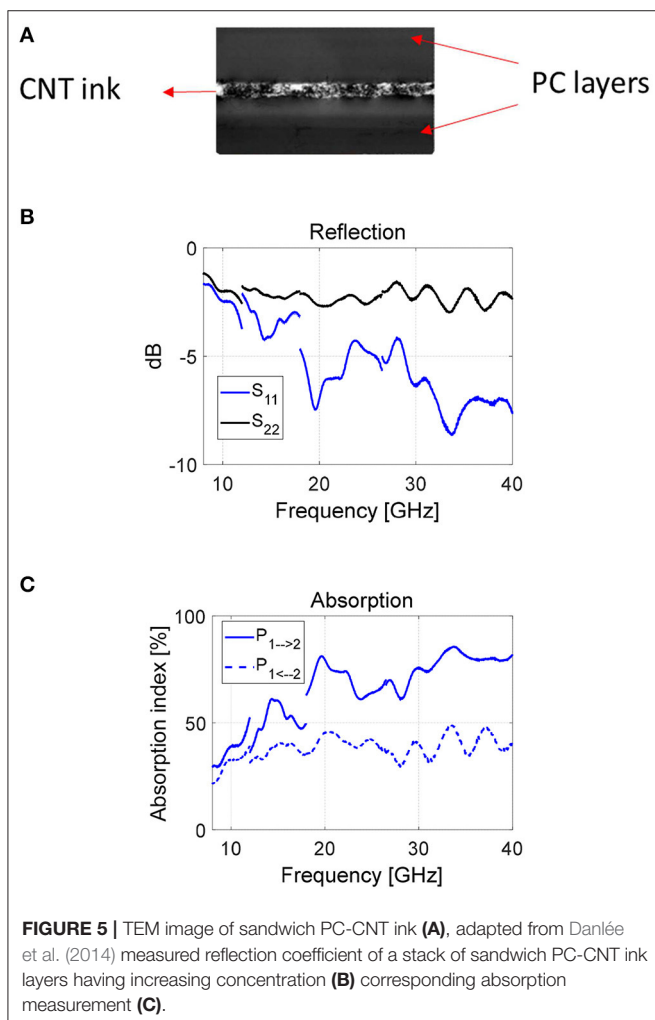 A
CNT ink
PC layers
B
Reflection
0
-5
-10
dB
S11
S22
10 20 30 40
Frequency [GHz]
C
Absorption
100
50
0
Absorption index [%]
P1-->2
P1<--2
10 20 30 40
Frequency [GHz]
FIGURE 5 | TEM image of sandwich PC-CNT ink (A), adapted from Danlée
et al. (2014) measured reflection coefficient of a stack of sandwich PC-CNT ink
layers having increasing concentration (B) corresponding absorption
measurement (C).